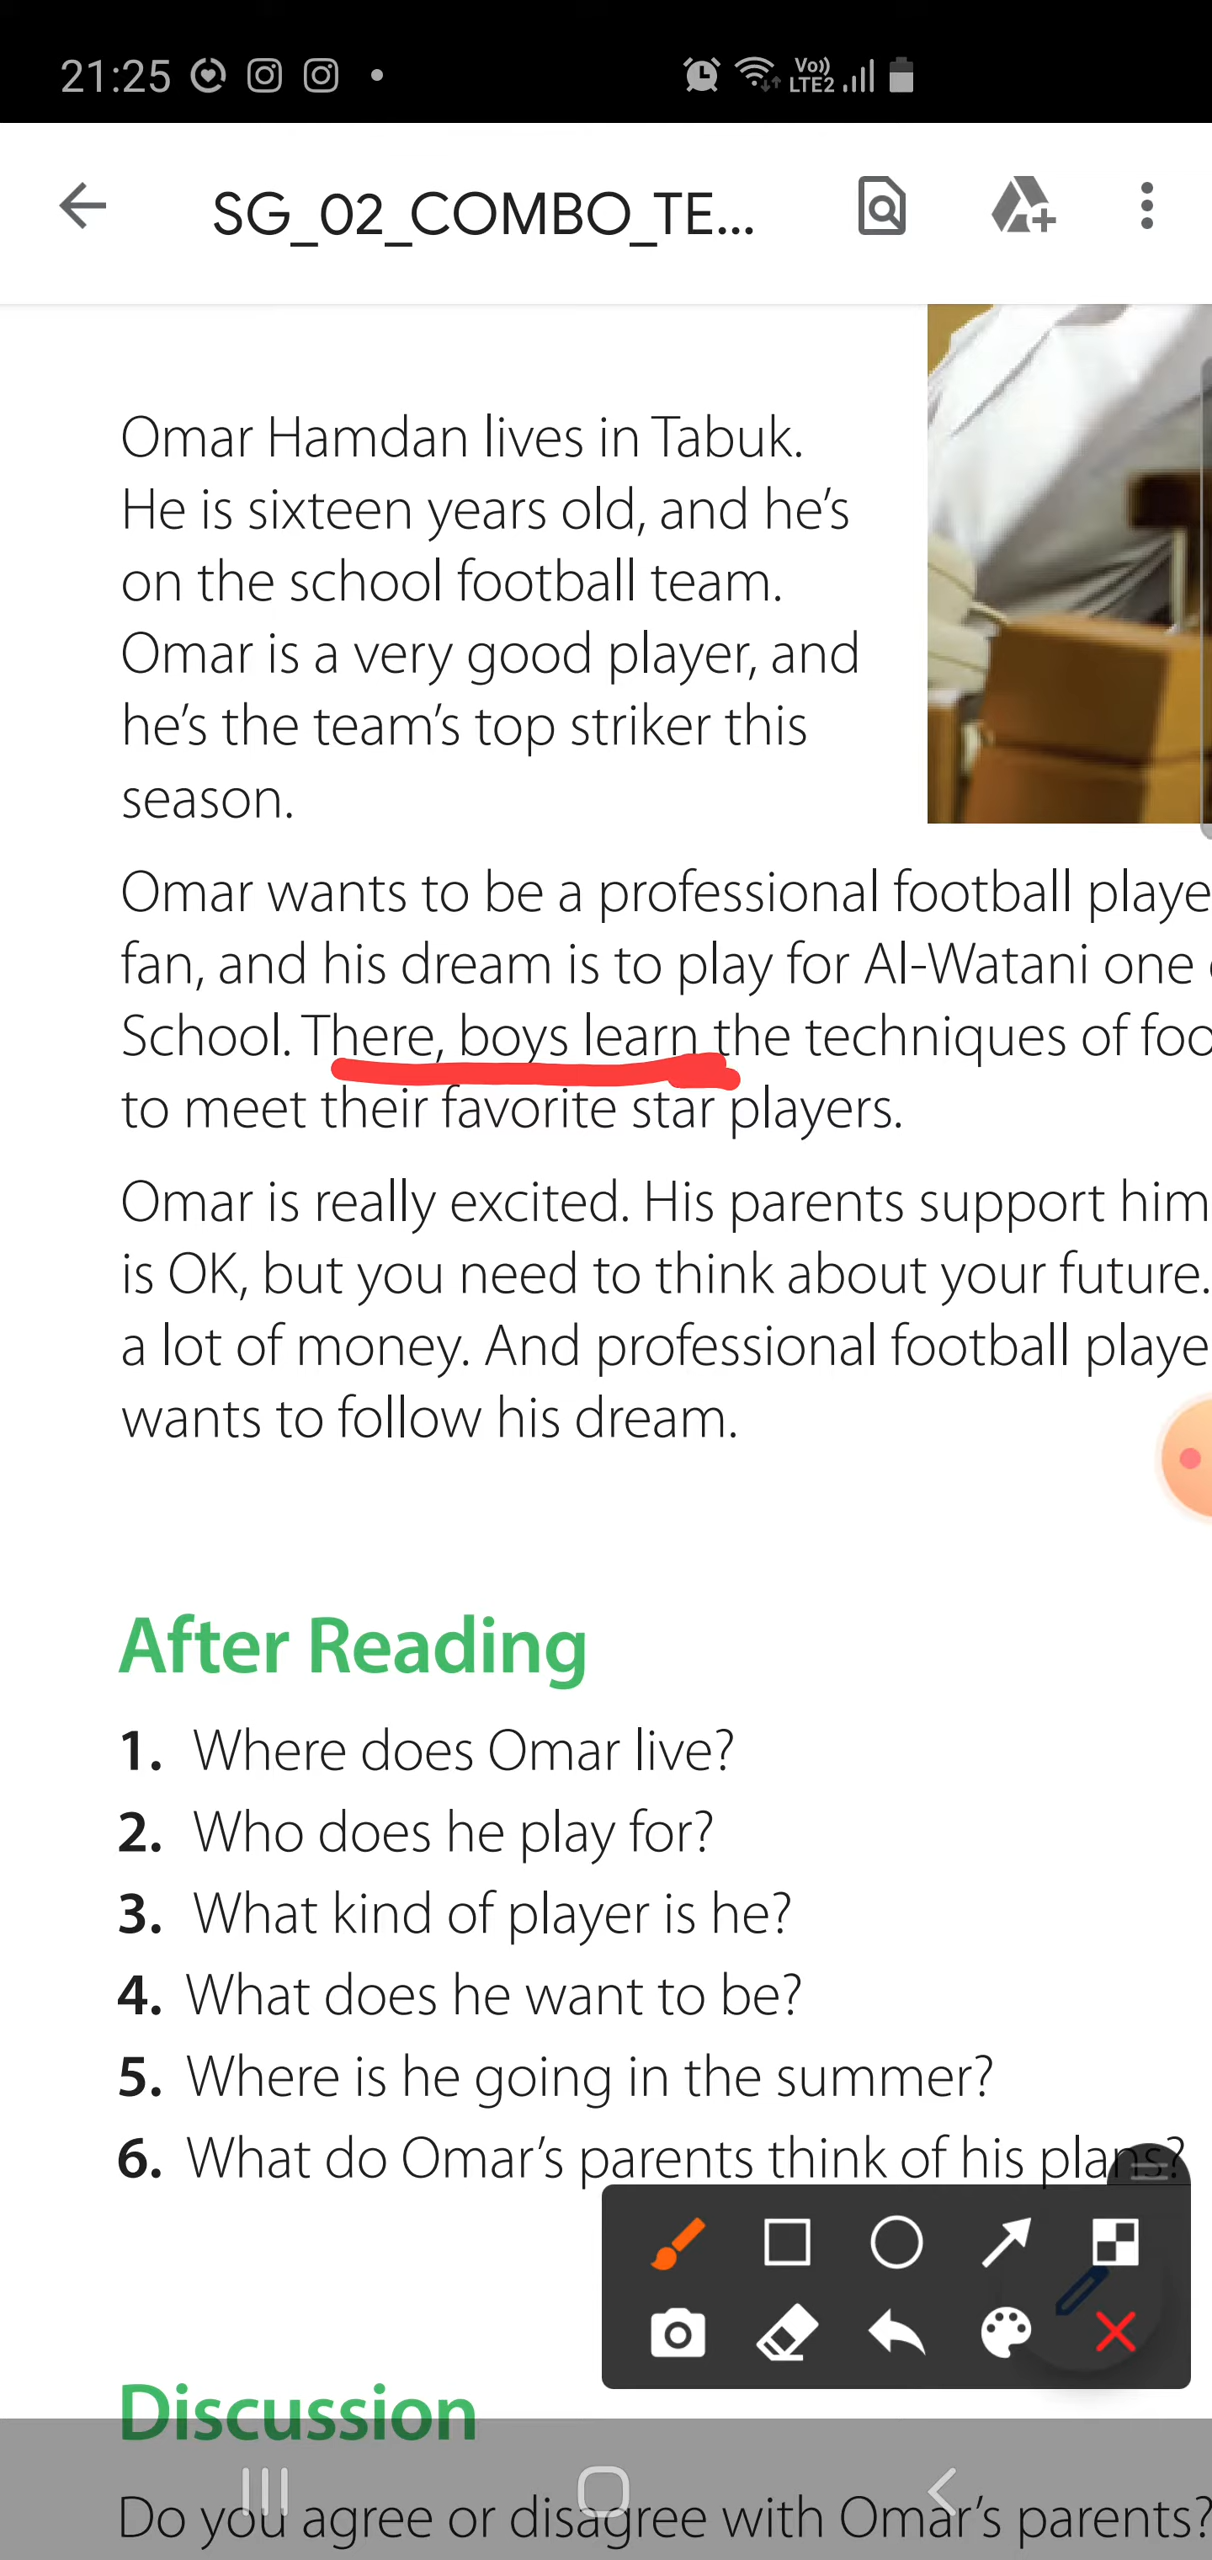 21:25
Vo))
LTE2
SG_02_COMBO_TE...
Omar Hamdan lives in Tabuk.
He is sixteen years old, and he's
on the school football team.
Omar is a very good player, and
he's the team's top striker this
season.
Omar wants to be a professional football playe
fan, and his dream is to play for Al-Watani one
School. There, boys learn the techniques of foo
to meet their favorite star players.
Omar is really excited. His parents support him
is OK, but you need to think about your future.
a lot of money. And professional football playe
wants to follow his dream.
After Reading
1. Where does Omar live?
2. Who does he play for?
3. What kind of player is he?
4. What does he want to be?
5. Where is he going in the summer?
6. What do Omar's parents think of his plans?
Discussion
Do you agree or disagree with Omar's parents?